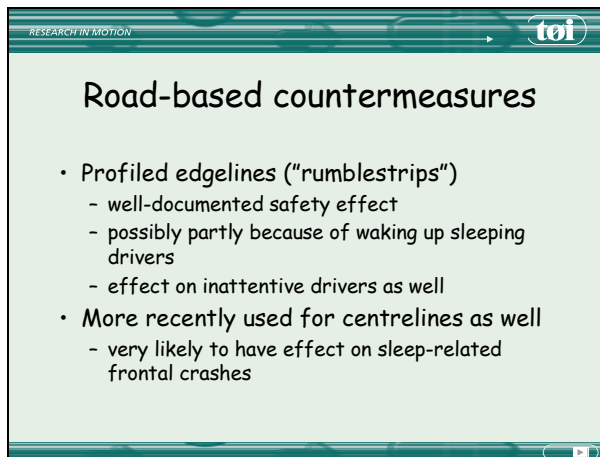 RESEARCH IN MOTION
tøi
Road-based countermeasures
• Profiled edgelines ("rumblestrips")
– well-documented safety effect
– possibly partly because of waking up sleeping
drivers
– effect on inattentive drivers as well
• More recently used for centrelines as well
– very likely to have effect on sleep-related
frontal crashes